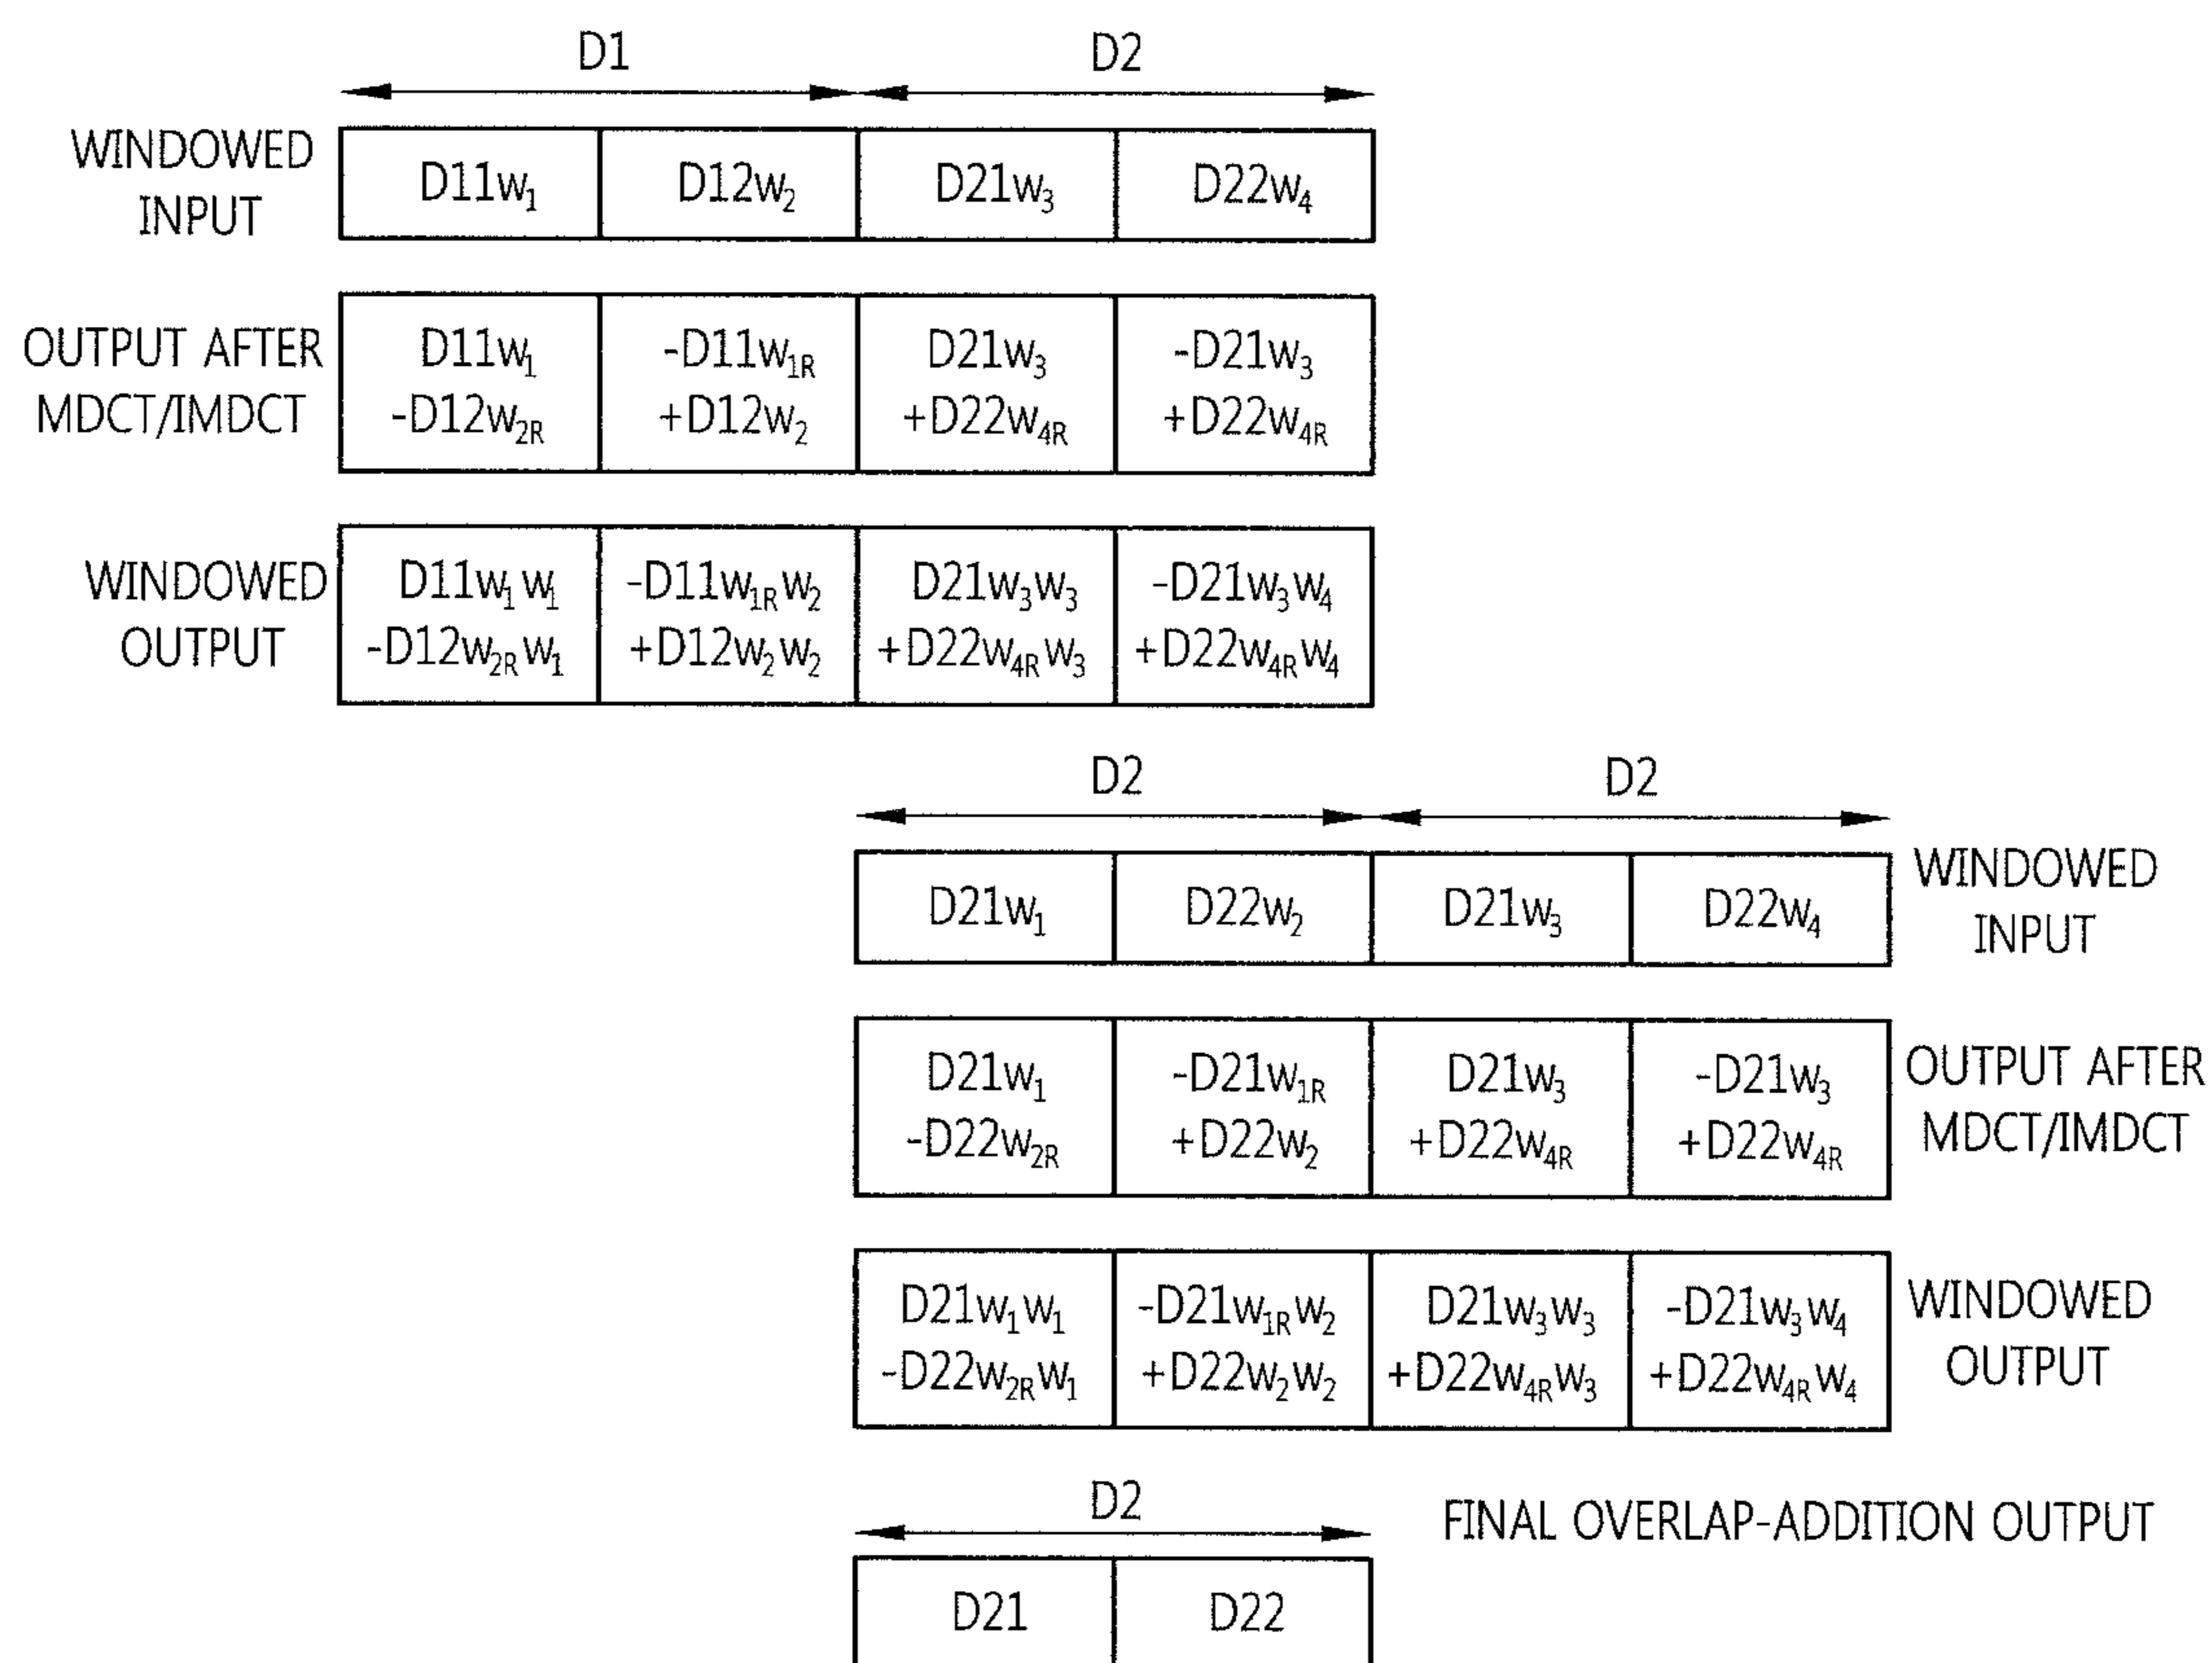 D1 D2
WINDOWED
INPUT
D11w₁ D12w₂ D21w₃ D22w₄
OUTPUT AFTER
MDCT/IMDCT
D11w₁ -D11w₁R D21w₃ -D21w₃
-D12w₂R +D12w₂ +D22w₄R +D22w₄R
WINDOWED
OUTPUT
D11w₁w₁ -D11w₁Rw₂ D21w₃w₃ -D21w₃w₄
-D12w₂Rw₁ +D12w₂w₂ +D22w₄Rw₃ +D22w₄Rw₄
D2 D2
D21w₁ D22w₂ D21w₃ D22w₄
WINDOWED
INPUT
D21w₁ -D21w₁R D21w₃ -D21w₃
-D22w₂R +D22w₂ +D22w₄R +D22w₄R
OUTPUT AFTER
MDCT/IMDCT
D21w₁w₁ -D21w₁Rw₂ D21w₃w₃ -D21w₃w₄
-D22w₂Rw₁ +D22w₂w₂ +D22w₄Rw₃ +D22w₄Rw₄
WINDOWED
OUTPUT
D2
FINAL OVERLAP-ADDITION OUTPUT
D21 D22